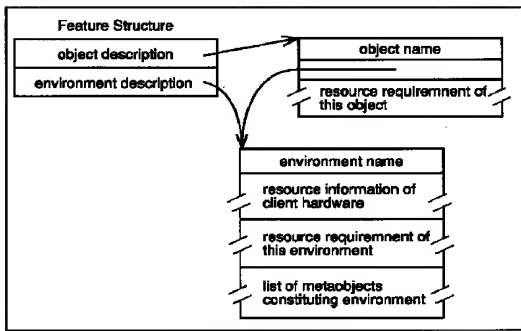 Feature Structure
object description
environment description
object name
resource requiremnent of
this object
environment name
resource information of
client hardware
resource requiremnent of
this environment
list of metaobjects
constituting environment